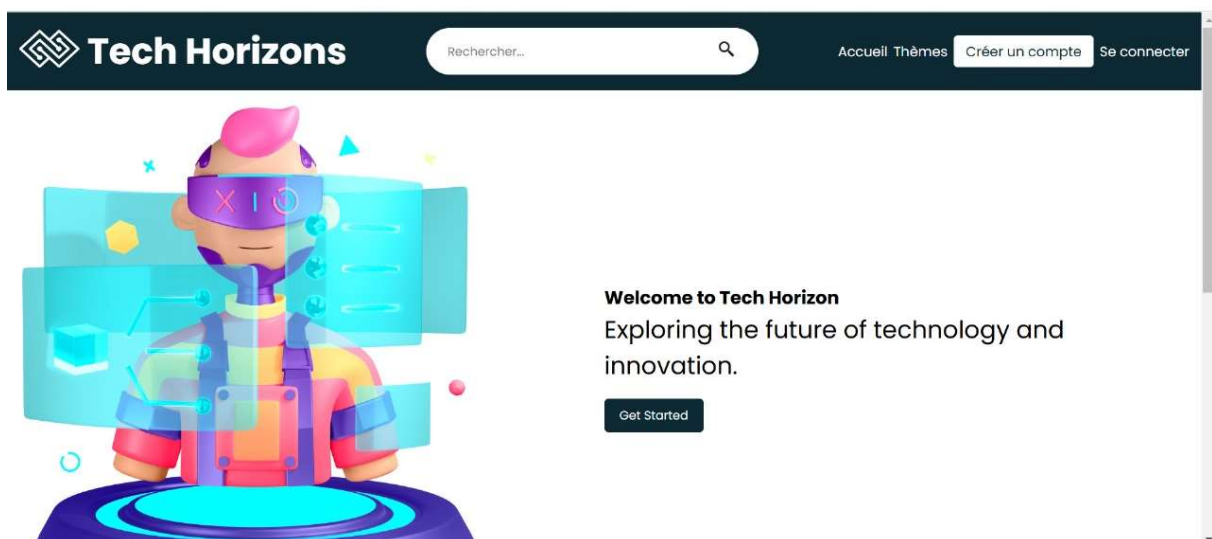 Tech Horizons
Rechercher...
Accueil Thèmes Créer un compte Se connecter
X I
Welcome to Tech Horizon
Exploring the future of technology and
innovation.
Get Started